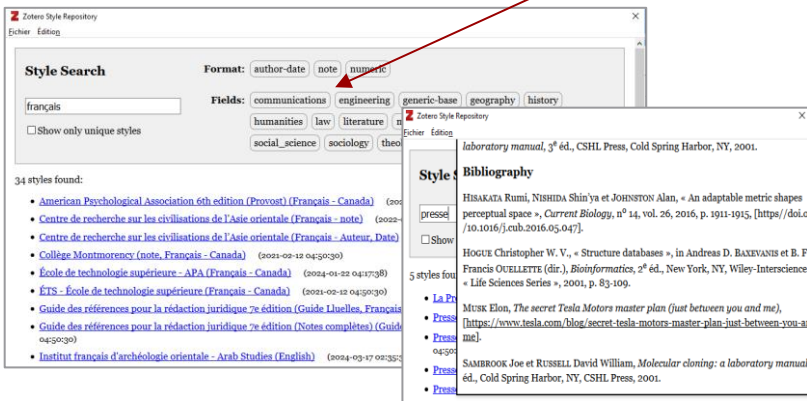 Zotero Style Repository
Fichier Édition
Style Search
Format: author-date note numeric
français
Fields: communications engineering generic-base geography history
humanities law literature
Show only unique styles
social_science sociology
34 styles found:
American Psychological Association 6th edition (Provost) (Français - Canada)
Centre de recherche sur les civilisations de l'Asie orientale (Français - note)
Centre de recherche sur les civilisations de l'Asie orientale (Français - Auteur, Date)
Collège Montmorency (note, Français - Canada) (2021-02-12 04:50:30)
École de technologie supérieure - APA (Français - Canada) (2024-01-22 04:17:38)
ÉTS - École de technologie supérieure (Français - Canada) (2021-02-12 04:50:30)
Guide des références pour la rédaction juridique 7e édition (Guide Lluelles, Français
Guide des références pour la rédaction juridique 7e édition (Notes complètes) (Guide
04:50:30)
Institut français d'archéologie orientale - Arab Studies (English) (2024-03-17 02:35:
Zotero Style Repository
Fichier Édition
Style
presse
Show
5 styles fou
La Pr
Presse
Presse
04:50:
Presse
Presse
laboratory manual, 3e éd., CSHL Press, Cold Spring Harbor, NY, 2001.
Bibliography
HISAKATA Rumi, NISHIDA Shin'ya et JOHNSTON Alan, « An adaptable metric shapes
perceptual space », Current Biology, nº 14, vol. 26, 2016, p. 1911-1915, [https//doi.o
/10.1016/j.cub.2016.05.047].
HOGUE Christopher W. V., « Structure databases », in Andreas D. BAXEVANIS et B. F
Francis OUELLETTE (dir.), Bioinformatics, 2e éd., New York, NY, Wiley-Interscience
« Life Sciences Series », 2001, p. 83-109.
MUSK Elon, The secret Tesla Motors master plan (just between you and me),
[https://www.tesla.com/blog/secret-tesla-motors-master-plan-just-between-you-a
me].
SAMBROOK Joe et RUSSELL David William, Molecular cloning: a laboratory manual
éd., Cold Spring Harbor, NY, CSHL Press, 2001.